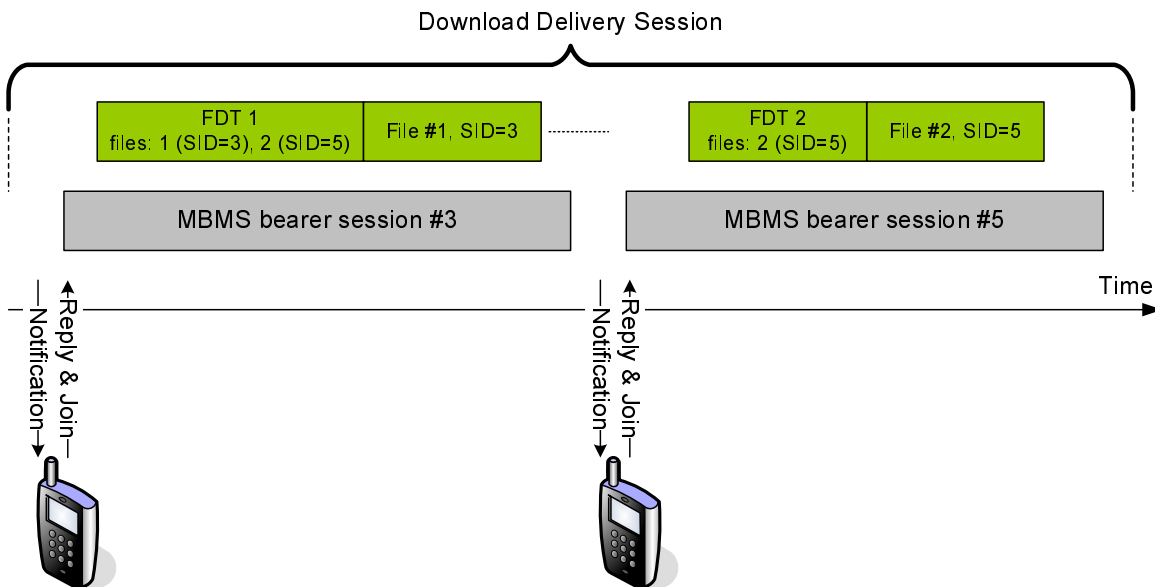 Download Delivery Session
FDT 1
files: 1 (SID=3), 2 (SID=5)
File #1, SID=3
FDT 2
files: 2 (SID=5)
File #2, SID=5
MBMS bearer session #3
MBMS bearer session #5
Time
Notification
Reply & Join
Notification
Reply & Join